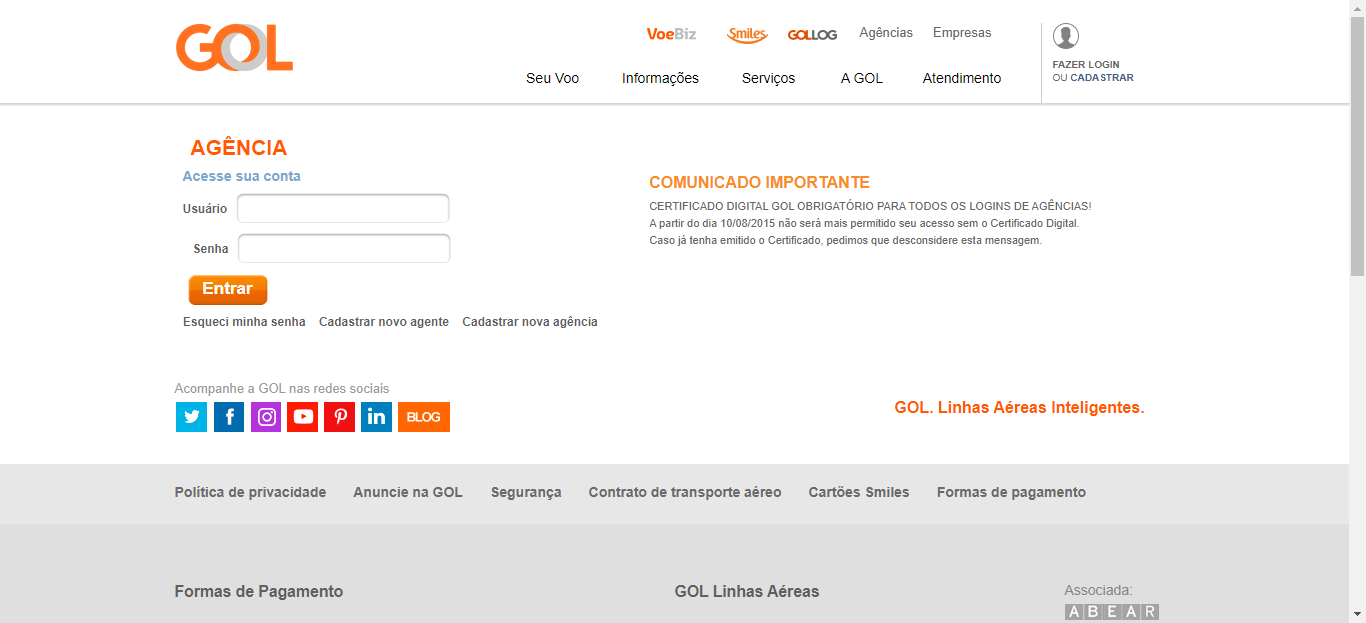 GOL
VoeBiz Smiles GOLLOG Agências Empresas
Seu Voo Informações Serviços A GOL Atendimento
FAZER LOGIN
OU CADASTRAR
AGÊNCIA
Acesse sua conta
Usuário
Senha
Entrar
Esqueci minha senha Cadastrar novo agente Cadastrar nova agência
COMUNICADO IMPORTANTE
CERTIFICADO DIGITAL GOL OBRIGATÓRIO PARA TODOS OS LOGINS DE AGÊNCIAS!
A partir do dia 10/08/2015 não será mais permitido seu acesso sem o Certificado Digital.
Caso já tenha emitido o Certificado, pedimos que desconsidere esta mensagem.
Acompanhe a GOL nas redes sociais
BLOG
GOL. Linhas Aéreas Inteligentes.
Política de privacidade Anuncie na GOL Segurança Contrato de transporte aéreo Cartões Smiles Formas de pagamento
Formas de Pagamento
GOL Linhas Aéreas
Associada:
ABEAR